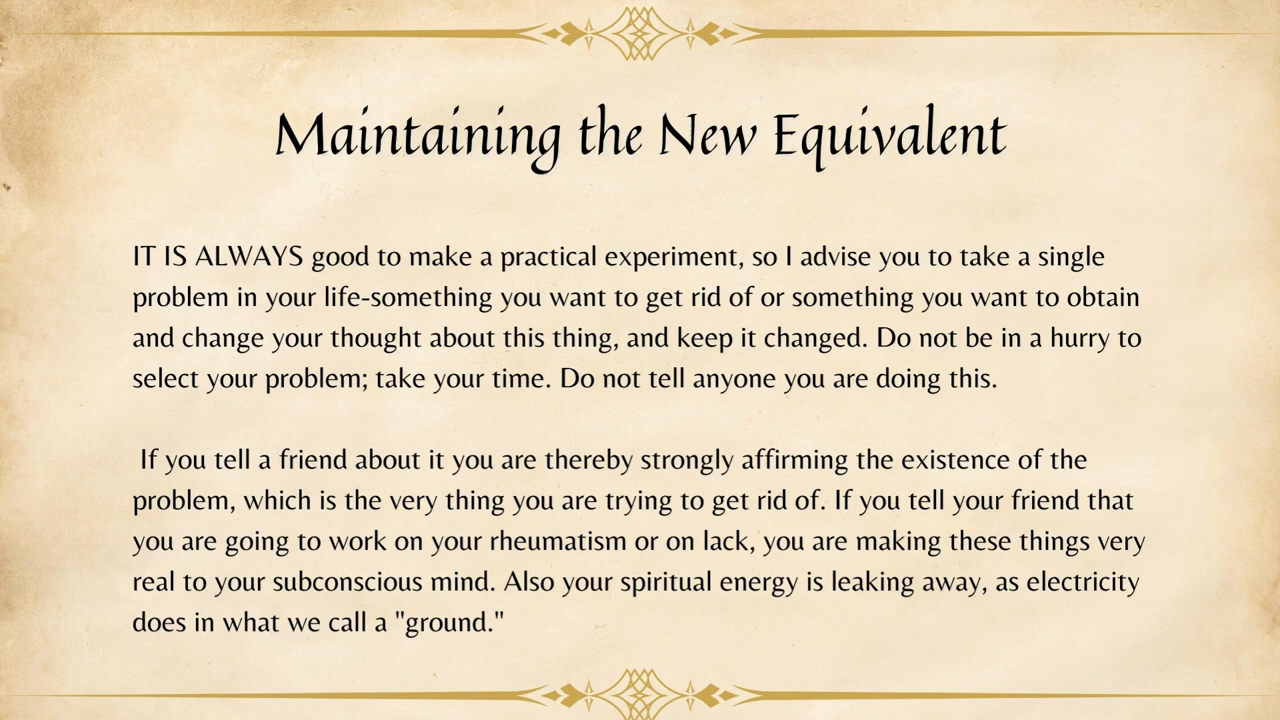 Maintaining the New Equivalent
IT IS ALWAYS good to make a practical experiment, so I advise you to take a single
problem in your life-something you want to get rid of or something you want to obtain
and change your thought about this thing, and keep it changed. Do not be in a hurry to
select your problem; take your time. Do not tell anyone you are doing this.
If you tell a friend about it you are thereby strongly affirming the existence of the
problem, which is the very thing you are trying to get rid of. If you tell your friend that
you are going to work on your rheumatism or on lack, you are making these things very
real to your subconscious mind. Also your spiritual energy is leaking away, as electricity
does in what we call a "ground."